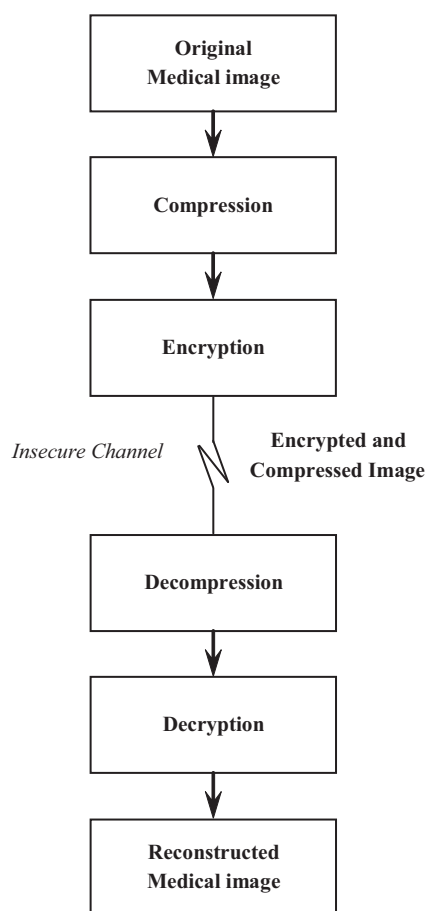 Original
Medical image
Compression
Encryption
Insecure Channel
Encrypted and
Compressed Image
Decompression
Decryption
Reconstructed
Medical image